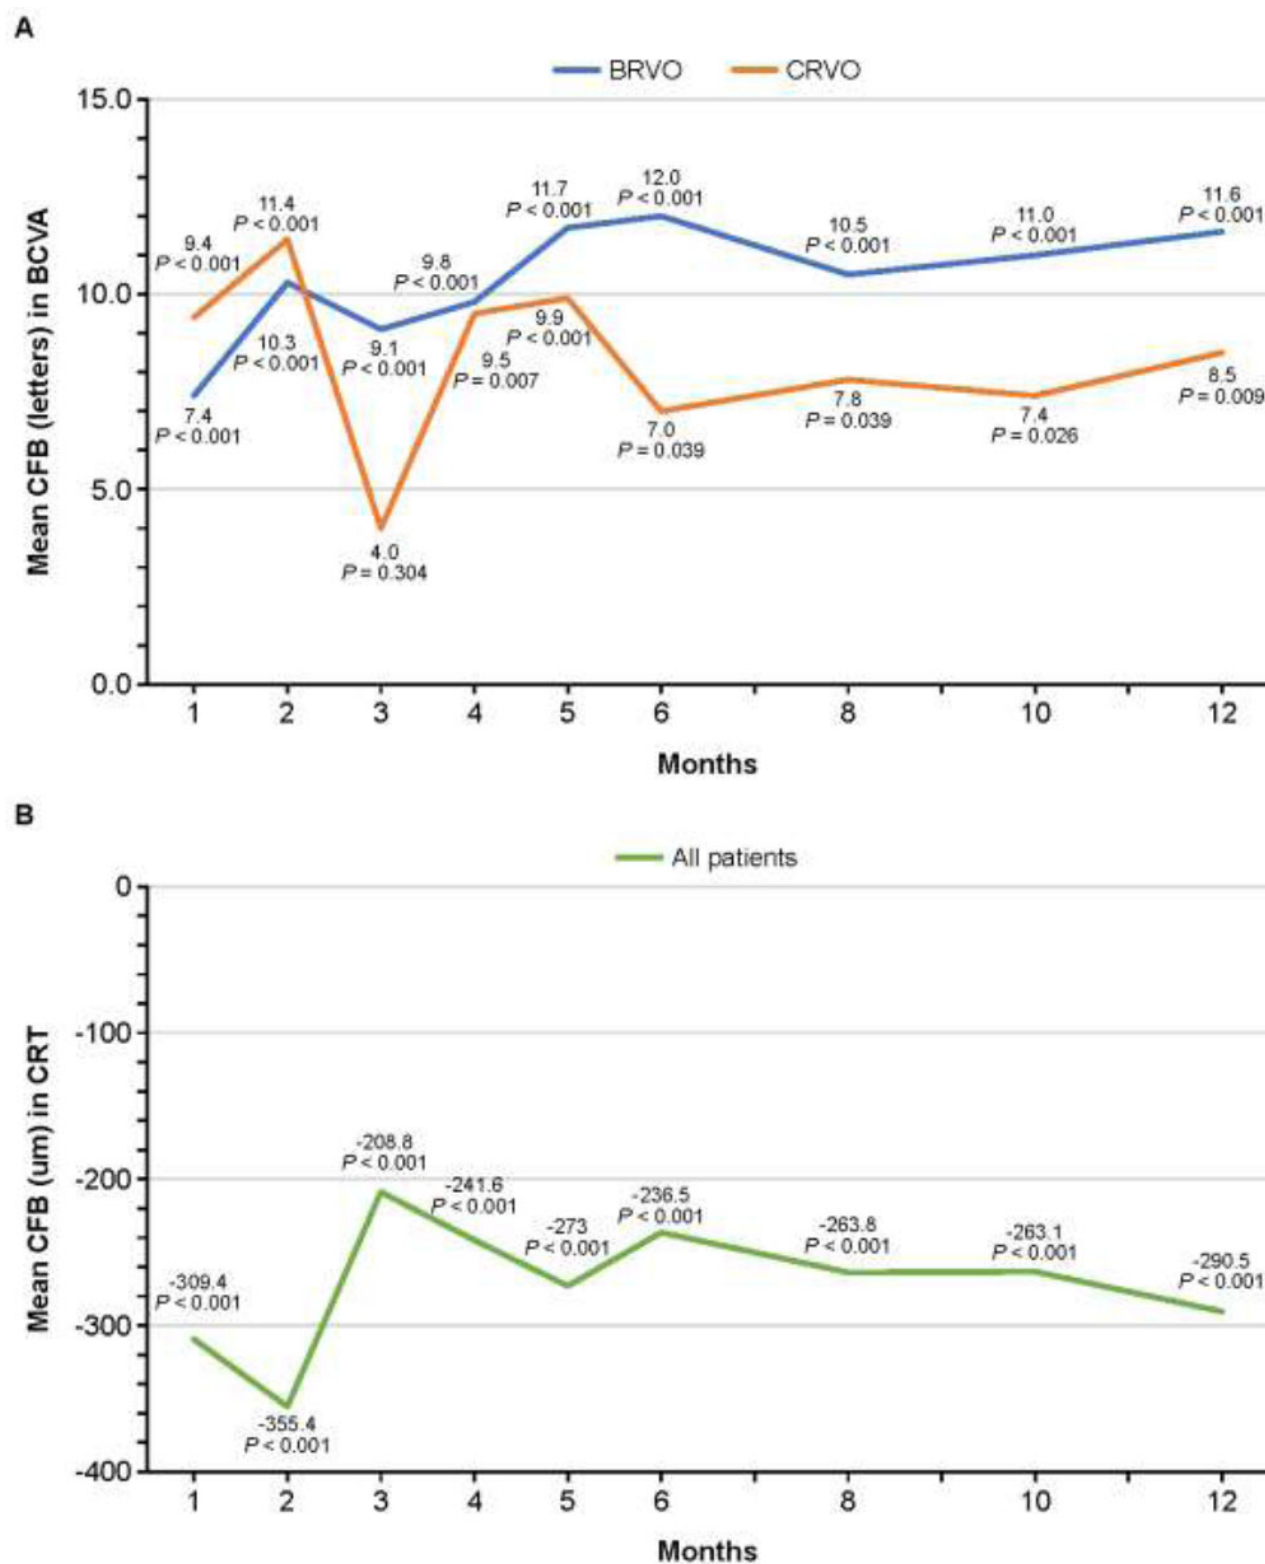 A
BRVO
CRVO
Mean CFB (letters) in BCVA
15.0
10.0
5.0
0.0
9.4
P < 0.001
11.4
P < 0.001
7.4
P < 0.001
10.3
P < 0.001
9.1
P < 0.001
4.0
P = 0.304
9.8
P < 0.001
9.5
P = 0.007
11.7
P < 0.001
9.9
P < 0.001
12.0
P < 0.001
7.0
P = 0.039
10.5
P < 0.001
7.8
P = 0.039
11.0
P < 0.001
7.4
P = 0.026
11.6
P < 0.001
8.5
P = 0.009
1 2 3 4 5 6 8 10 12
Months
B
All patients
Mean CFB (um) in CRT
0
-100
-200
-300
-400
-309.4
P < 0.001
-355.4
P < 0.001
-208.8
P < 0.001
-241.6
P < 0.001
-273
P < 0.001
-236.5
P < 0.001
-263.8
P < 0.001
-263.1
P < 0.001
-290.5
P < 0.001
1 2 3 4 5 6 8 10 12
Months